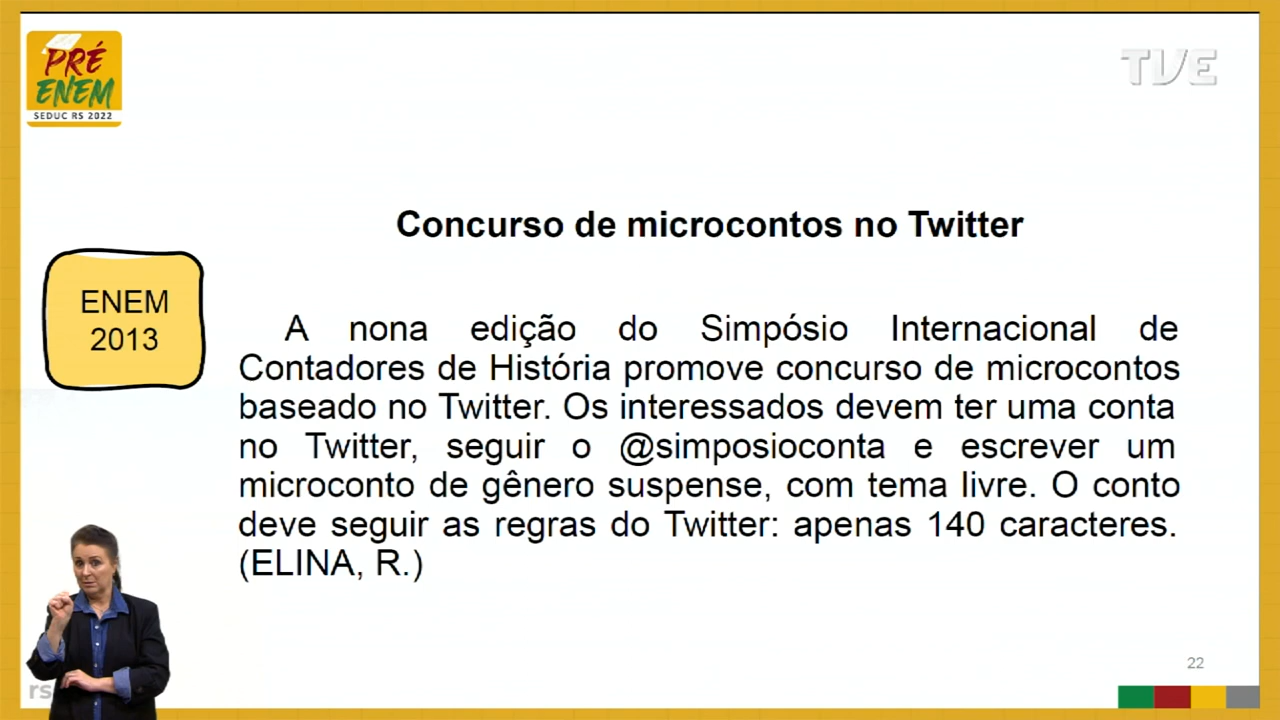 PRÉ
ENEM
SEDUC RS 2022
TVE
Concurso de microcontos no Twitter
ENEM
2013
A nona edição do Simpósio Internacional de
Contadores de História promove concurso de microcontos
baseado no Twitter. Os interessados devem ter uma conta
no Twitter, seguir o @simposioconta e escrever um
microconto de gênero suspense, com tema livre. O conto
deve seguir as regras do Twitter: apenas 140 caracteres.
(ELINA, R.)
22
rs